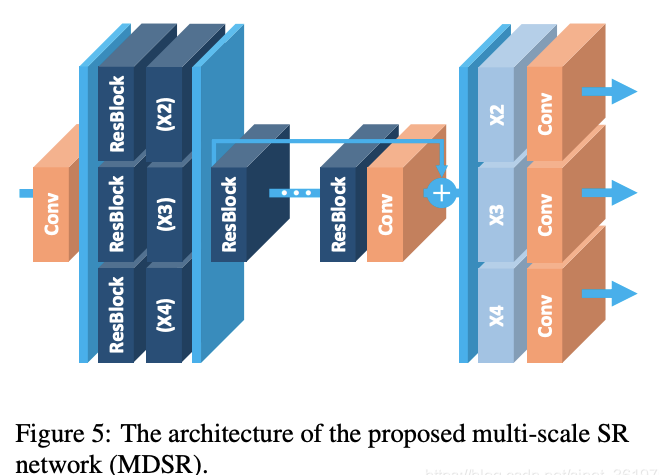 Conv
ResBlock
(X2)
ResBlock
(X3)
ResBlock
(X4)
ResBlock
ResBlock
Conv
+
X2
Conv
X3
Conv
X4
Conv
Figure 5: The architecture of the proposed multi-scale SR
network (MDSR).